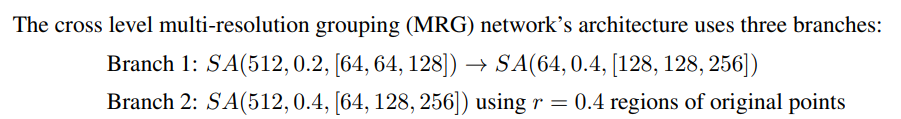 The cross level multi-resolution grouping (MRG) network's architecture uses three branches:
Branch 1: SA(512, 0.2, [64, 64, 128]) → SA(64, 0.4, [128, 128, 256])
Branch 2: SA(512, 0.4, [64, 128, 256]) using r = 0.4 regions of original points